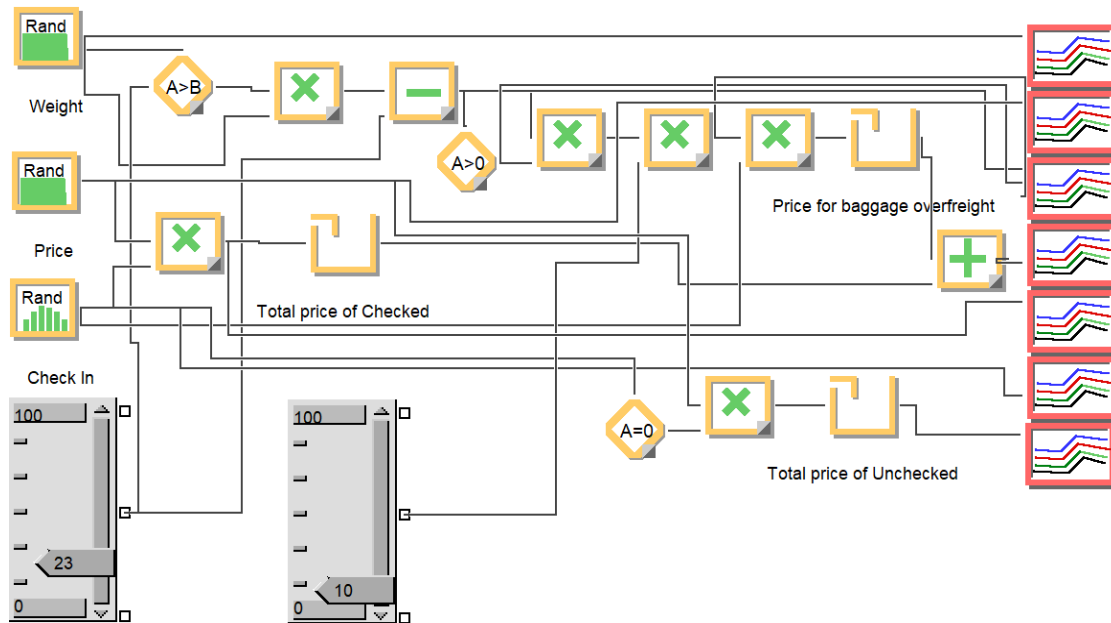 Rand
A>B
Weight
A>0
Rand
Price for baggage overfreight
Price
Rand
Total price of Checked
Check In
100
100
A=0
Total price of Unchecked
23
10
0
0